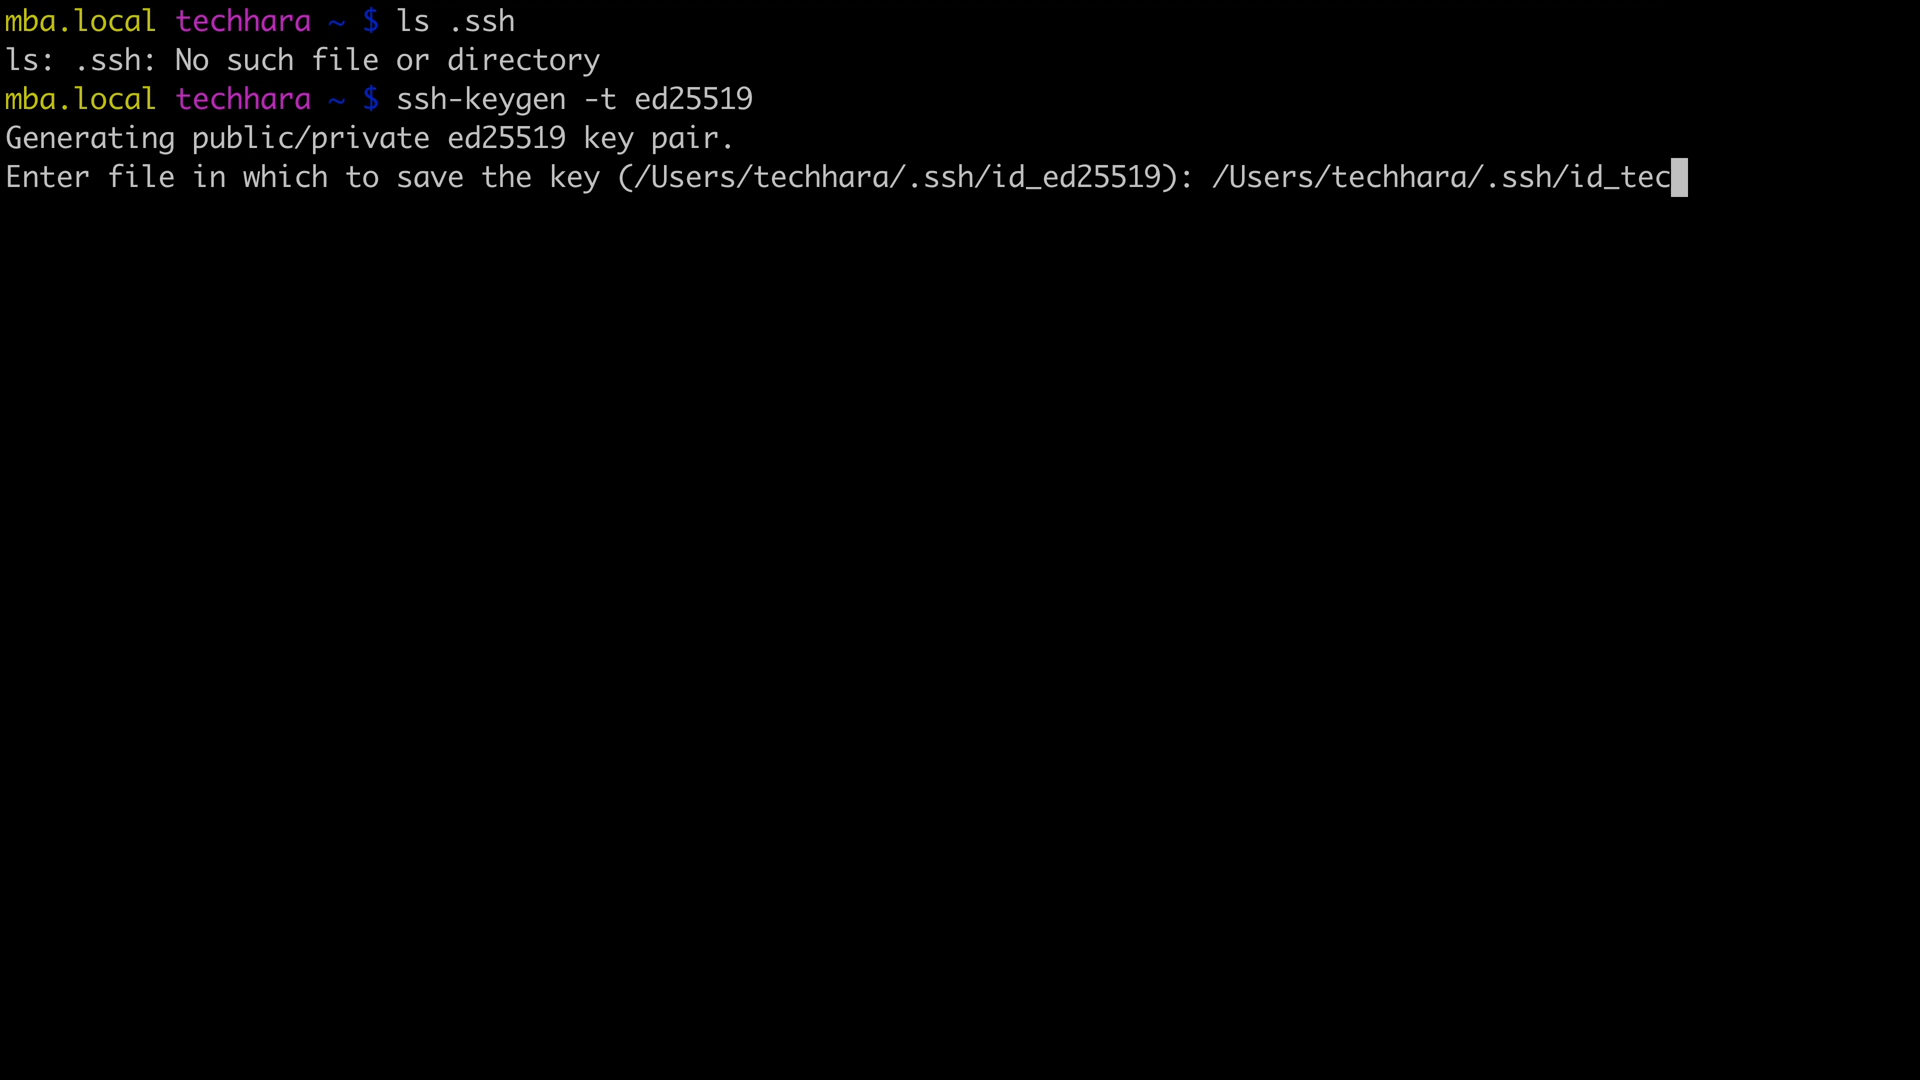 mba.local techhara ~ $ ls .ssh
ls: .ssh: No such file or directory
mba.local techhara ~ $ ssh-keygen -t ed25519
Generating public/private ed25519 key pair.
Enter file in which to save the key (/Users/techhara/.ssh/id_ed25519): /Users/techhara/.ssh/id_tec